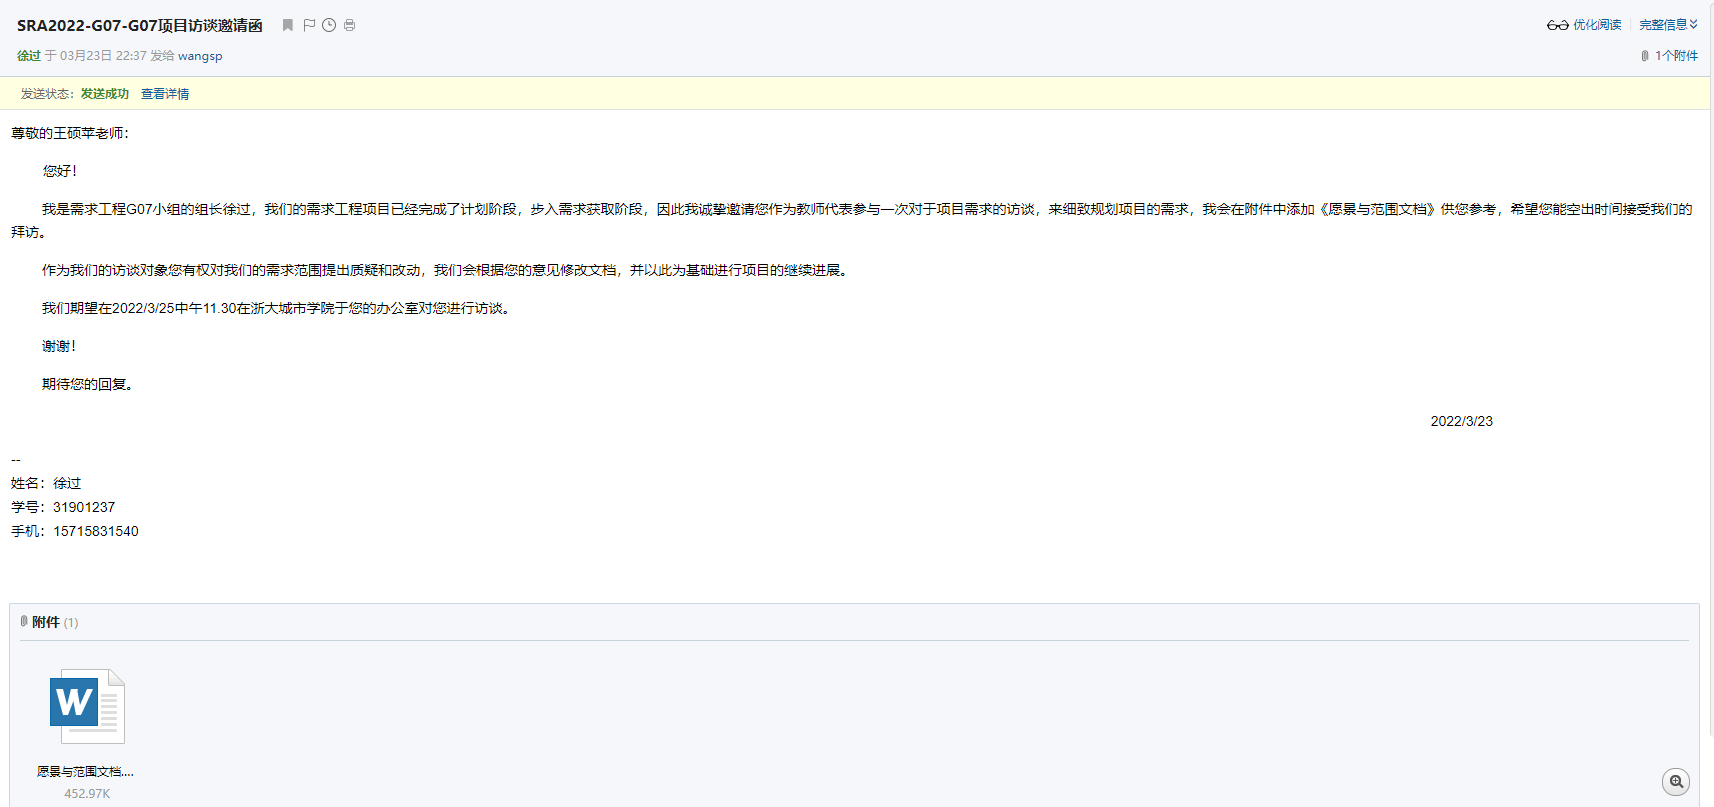 SRA2022-G07-G07项目访谈邀请函
优化阅读 完整信息
徐过 于 03月23日 22:37 发给 wangsp
1个附件
发送状态：发送成功 查看详情
尊敬的王硕苹老师：
您好！
我是需求工程G07小组的组长徐过，我们的需求工程项目已经完成了计划阶段，步入需求获取阶段，因此我诚挚邀请您作为教师代表参与一次对于项目需求的访谈，来细致规划项目的需求，我会在附件中添加《愿景与范围文档》供您参考，希望您能空出时间接受我们的
拜访。
作为我们的访谈对象您有权对我们的需求范围提出质疑和改动，我们会根据您的意见修改文档，并以此为基础进行项目的继续进展。
我们期望在2022/3/25中午11.30在浙大城市学院于您的办公室对您进行访谈。
谢谢！
期待您的回复。
2022/3/23
--
姓名：徐过
学号：31901237
手机：15715831540
附件 (1)
W
愿景与范围文档....
452.97K